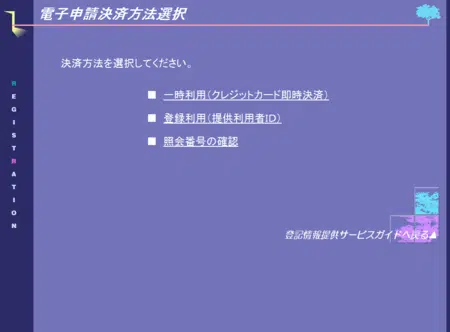 電子申請決済方法選択
決済方法を選択してください。
■ 一時利用(クレジットカード即時決済)
■ 登録利用(提供利用者ID)
■ 照会番号の確認
REGISTRATION
登記情報提供サービスガイドへ戻る▲